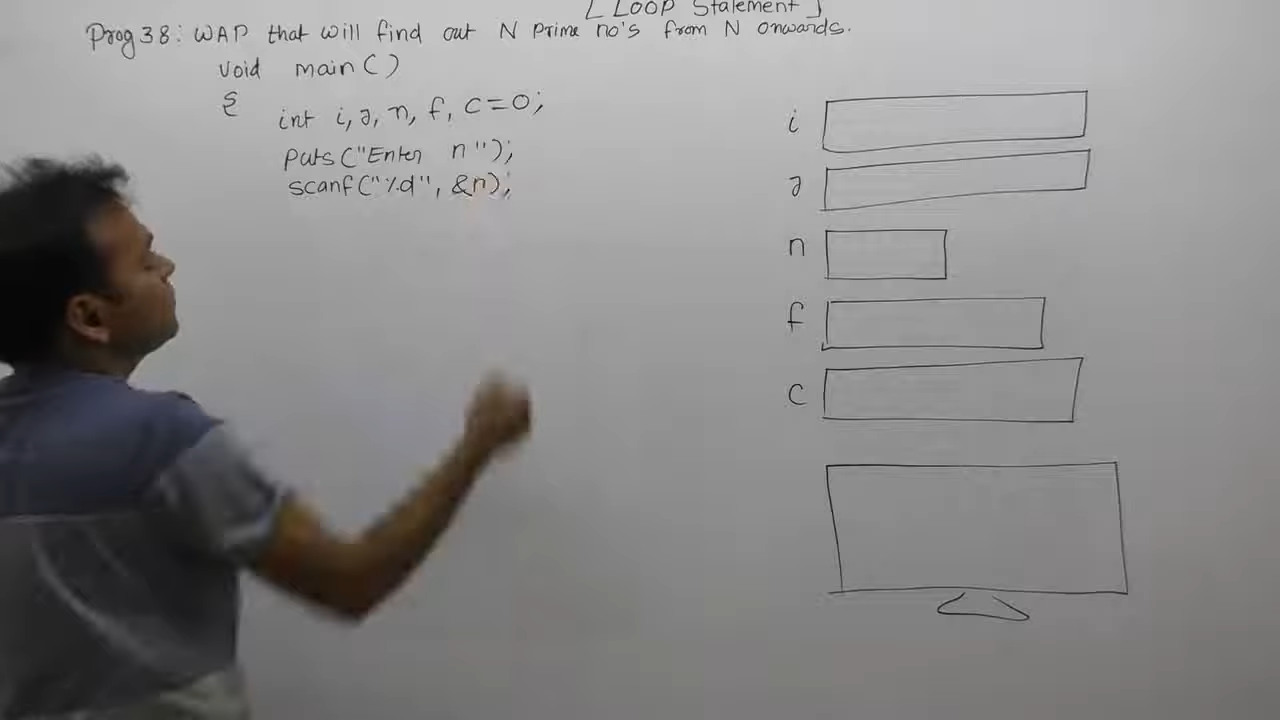 [ Loop Statement ]
Prog 38: WAP that will find out N Prime no's from N onwards.
void main()
{
int i, j, n, f, c=0;
puts("Enter n");
scanf("%d", &n);
i
j
n
f
c